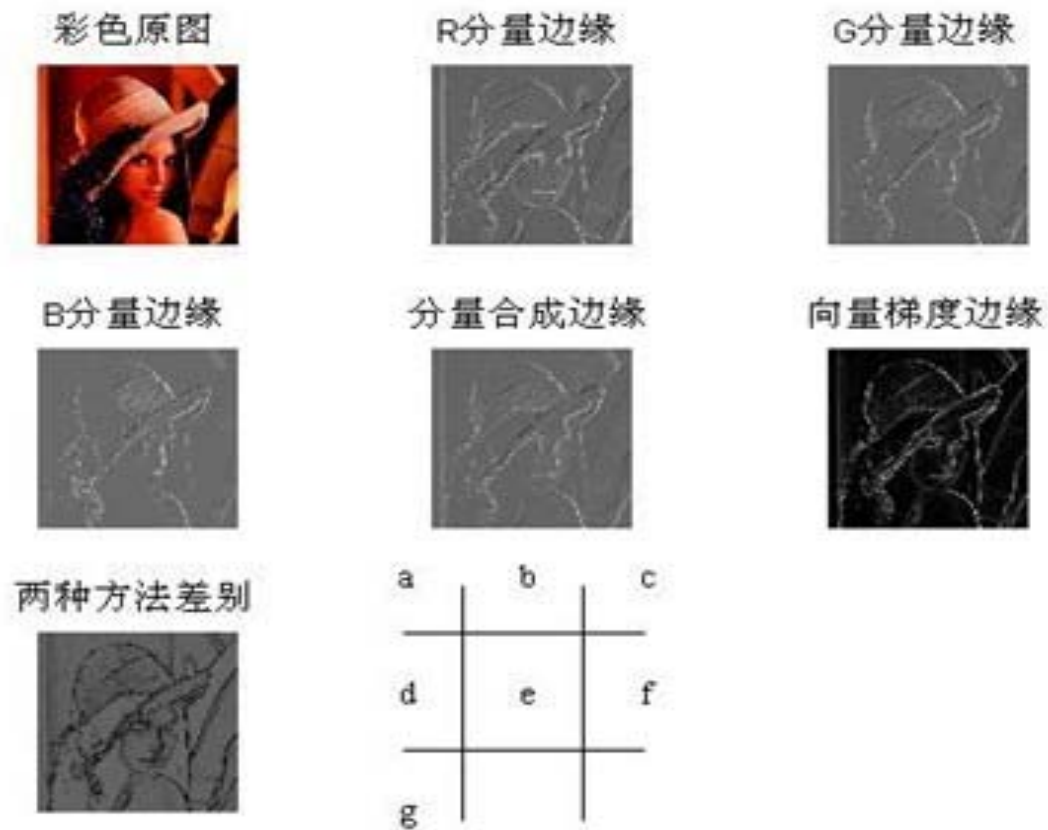 彩色原图
R分量边缘
G分量边缘
B分量边缘
分量合成边缘
向量梯度边缘
两种方法差别
a b c
d e f
g